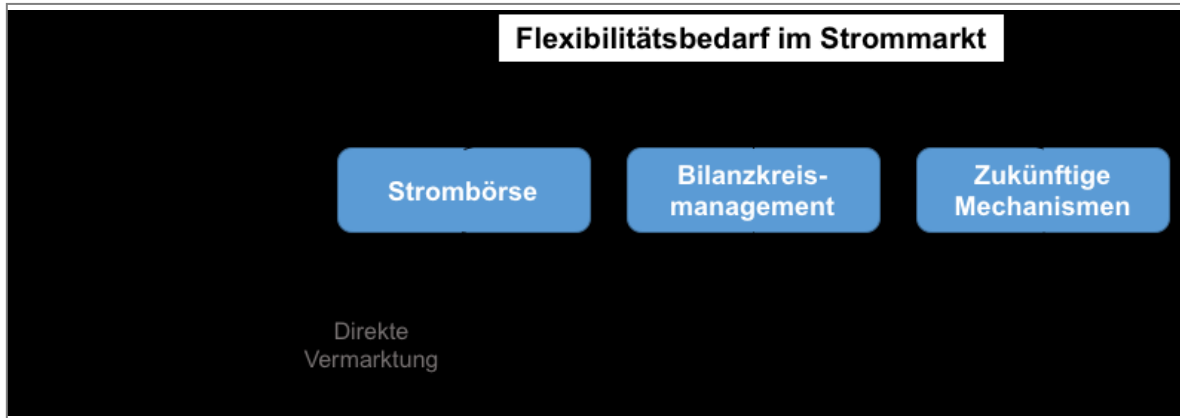 Flexibilitätsbedarf im Strommarkt
Strombörse
Bilanzkreis-
management
Zukünftige
Mechanismen
Direkte
Vermarktung